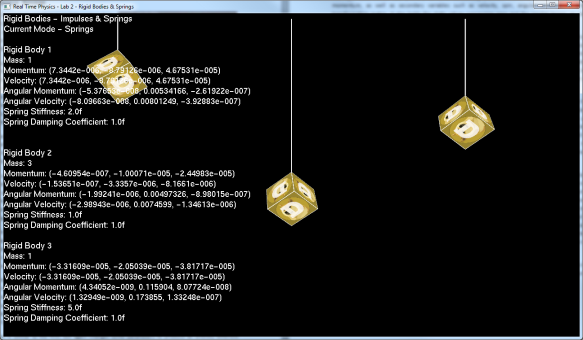 Real Time Physics - Lab 2 - Rigid Bodies & Springs
Rigid Bodies - Impulses & Springs
Current Mode - Springs
Rigid Body 1
Mass: 1
Momentum: (7.3442e-006, -8.79126e-006, 4.67531e-005)
Velocity: (7.3442e-006, 4.67531e-005)
Angular Momentum: (-5.3765 0.00534166, -2.61922e-007)
Angular Velocity: (-8.09663e-008, 0.00801249, -3.92883e-007)
Spring Stiffness: 2.0f
Spring Damping Coefficient: 1.0f
Rigid Body 2
Mass: 3
Momentum: (-4.60954e-007, -1.00071e-005, -2.44983e-005)
Velocity: (-1.53651e-007, -3.3357e-006, -8.1661e-006)
Angular Momentum: (-1.99241e-006, 0.00497326, -8.98015e-007)
Angular Velocity: (-2.98943e-006, 0.0074599, -1.34613e-006)
Spring Stiffness: 1.0f
Spring Damping Coefficient: 1.0f
Rigid Body 3
Mass: 1
Momentum: (-3.31609e-005, -2.05039e-005, -3.81717e-005)
Velocity: (-3.31609e-005, -2.05039e-005, -3.81717e-005)
Angular Momentum: (4.34052e-009, 0.115904, 8.07724e-008)
Angular Velocity: (1.32949e-009, 0.173855, 1.33248e-007)
Spring Stiffness: 5.0f
Spring Damping Coefficient: 1.0f